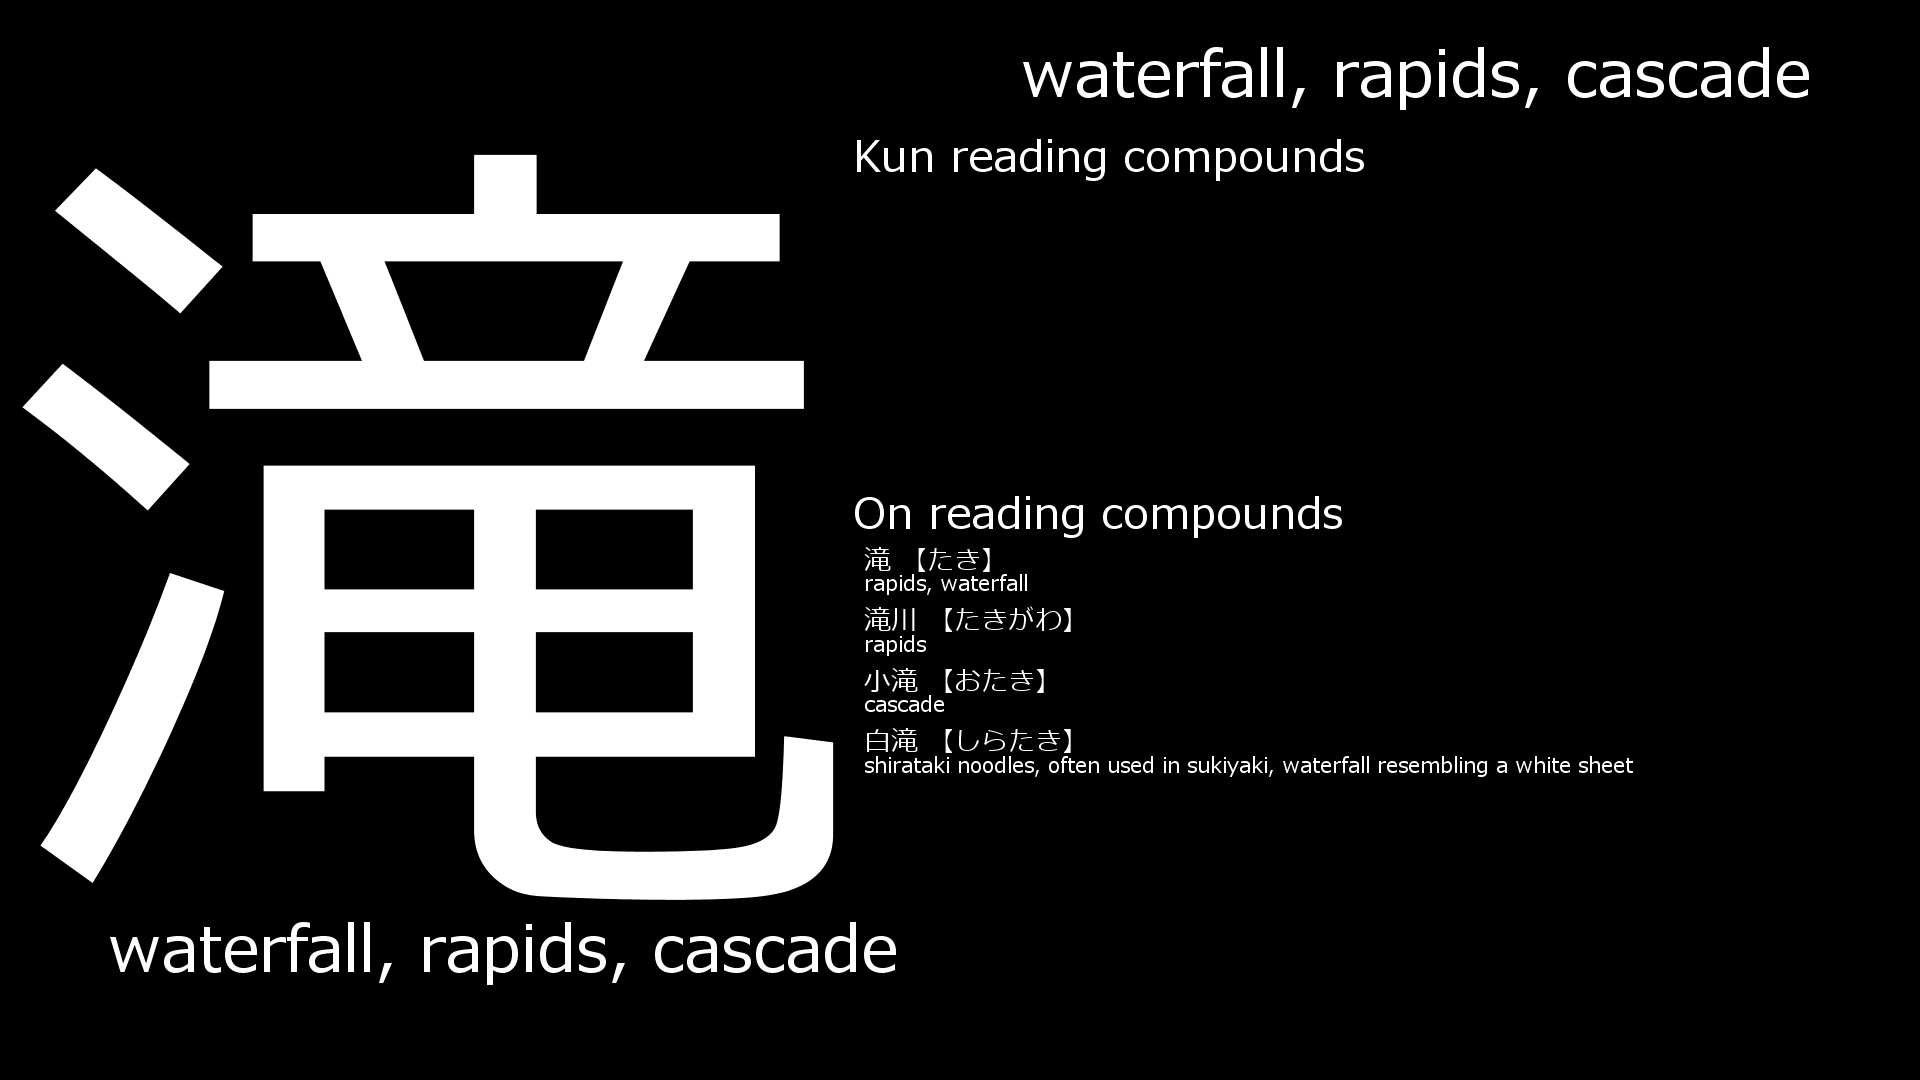 滝
waterfall, rapids, cascade
waterfall, rapids, cascade
Kun reading compounds
On reading compounds
滝 【たき】
rapids, waterfall
滝川 【たきがわ】
rapids
小滝 【おたき】
cascade
白滝 【しらたき】
shirataki noodles, often used in sukiyaki, waterfall resembling a white sheet